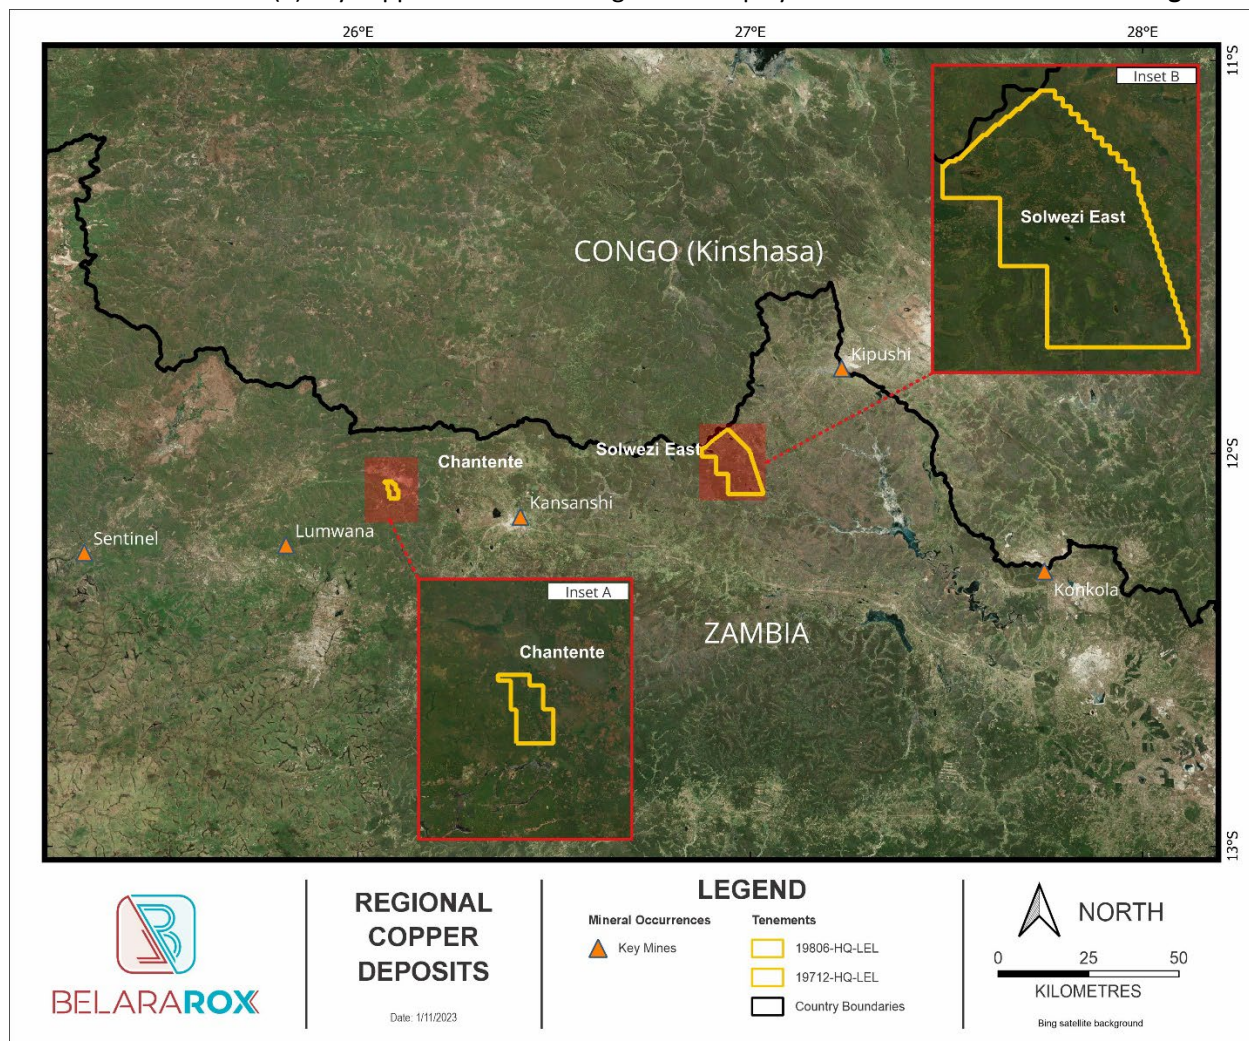 26°E
27°E
28°E
11°S
Inset B
Solwezi East
CONGO (Kinshasa)
Kipushi
12°S
Solwezi East
Chantente
Kansanshi
Lumwana
Sentinel
Konkola
Inset A
Chantente
ZAMBIA
13°S
BELARAROX
REGIONAL
COPPER
DEPOSITS
Date: 1/11/2023
LEGEND
Mineral Occurrences
Key Mines
Tenements
19806-HQ-LEL
19712-HQ-LEL
Country Boundaries
NORTH
0 25 50
KILOMETRES
Bing satellite background